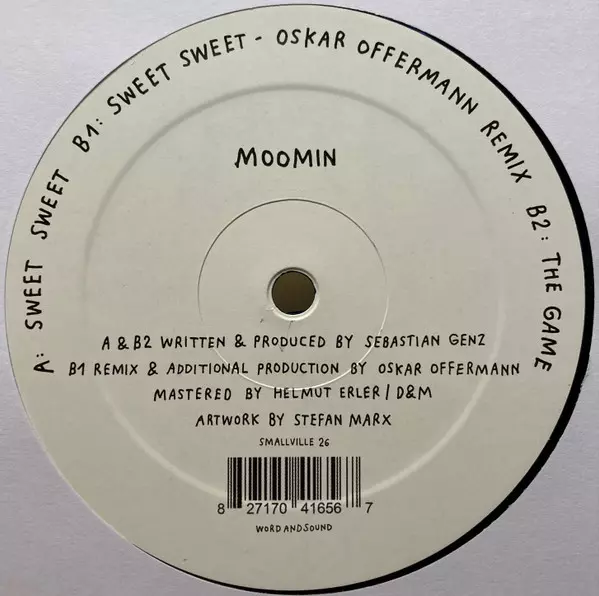 A: SWEET SWEET B1: SWEET SWEET - OSKAR OFFERMANN REMIX B2: THE GAME
MOOMIN
A & B2 WRITTEN & PRODUCED BY SEBASTIAN GENZ
B1 REMIX & ADDITIONAL PRODUCTION BY OSKAR OFFERMANN
MASTERED BY HELMUT ERLER / D&M
ARTWORK BY STEFAN MARX
SMALLVILLE 26
8 27170 41656 7
WORD AND SOUND